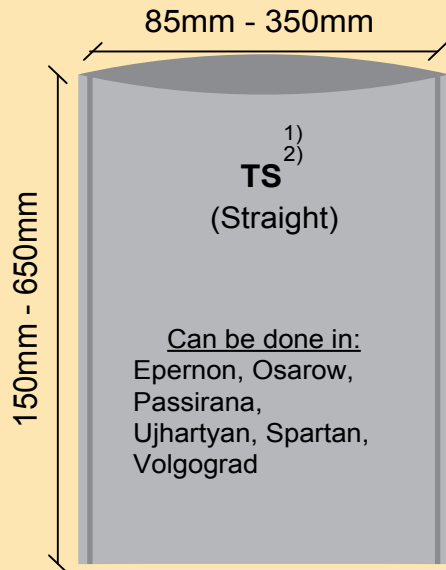 85mm - 350mm
150mm - 650mm
1)
2)
TS
(Straight)
Can be done in:
Epernon, Osarow,
Passirana,
Ujhartyan, Spartan,
Volgograd